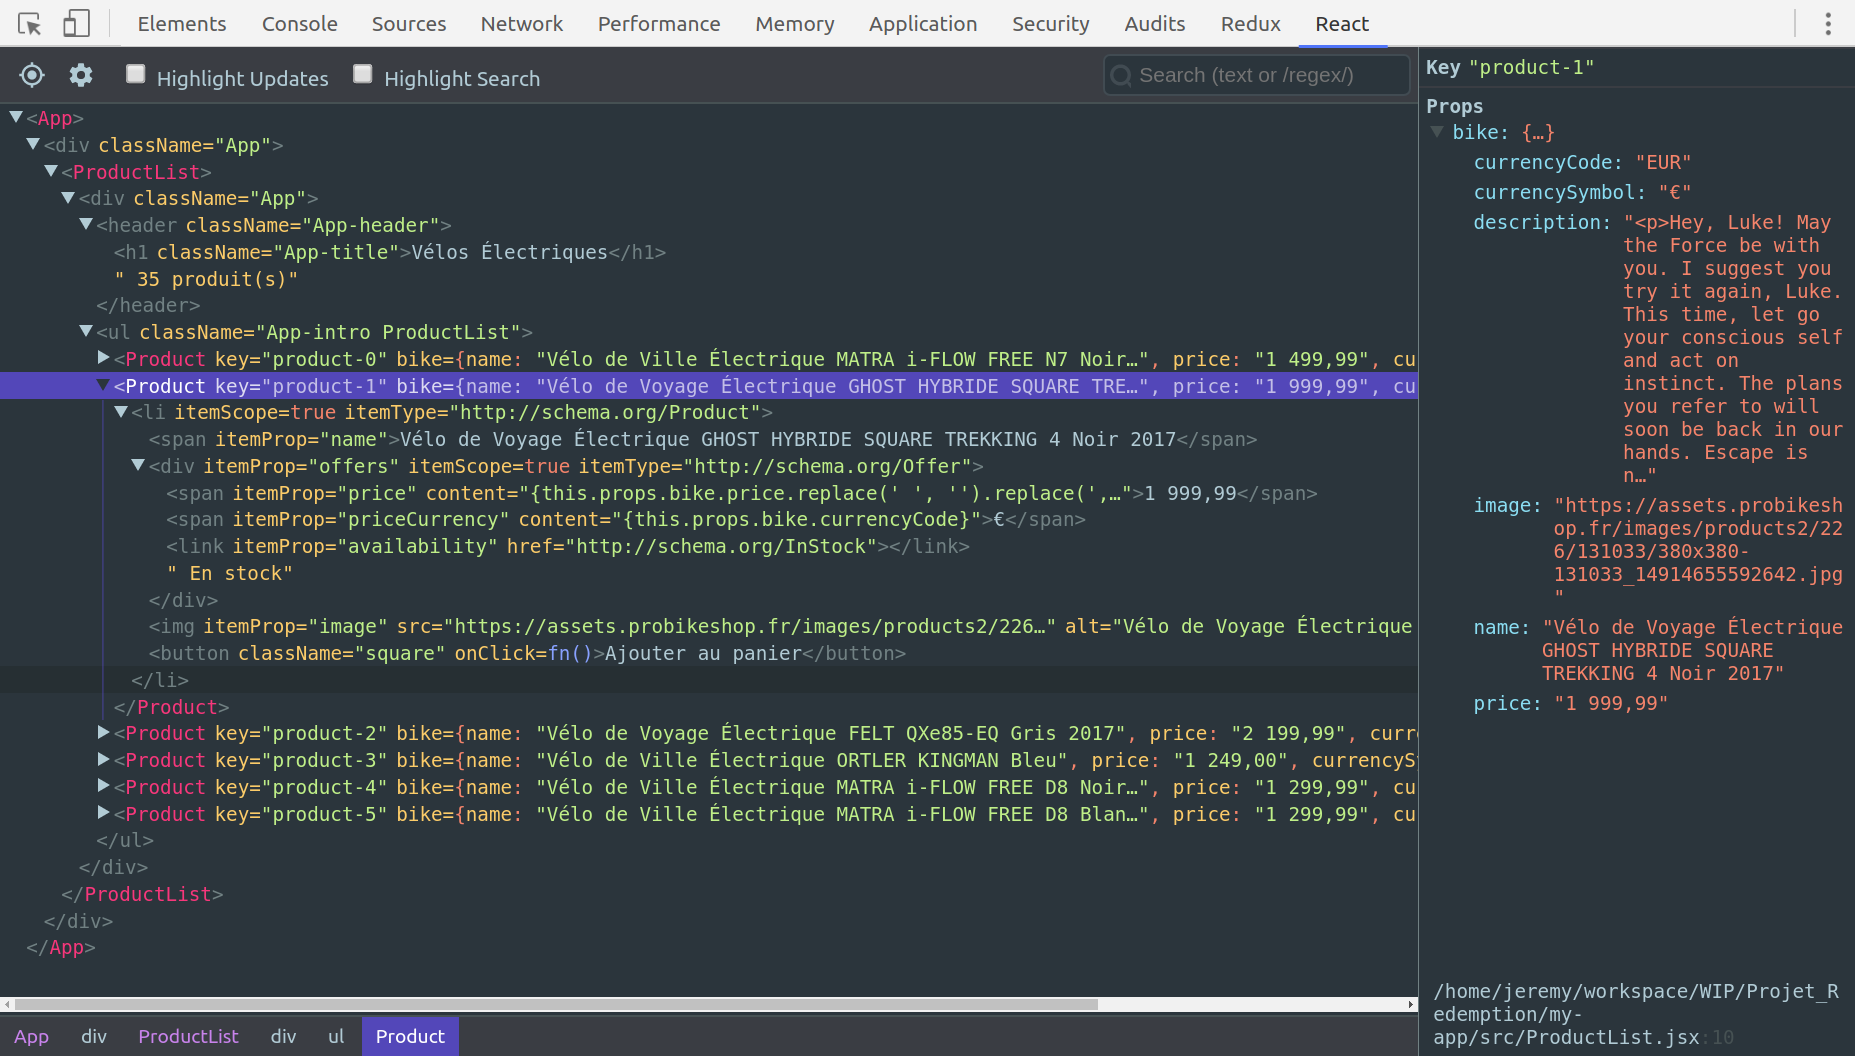 Elements Console Sources Network Performance Memory Application Security Audits Redux React
Highlight Updates Highlight Search Search (text or /regex/)
<App>
<div className="App">
<ProductList>
<div className="App">
<header className="App-header">
<h1 className="App-title">Vélos Électriques</h1>
" 35 produit(s)"
</header>
<ul className="App-intro ProductList">
<Product key="product-0" bike={name: "Vélo de Ville Électrique MATRA i-FLOW FREE N7 Noir…", price: "1 499,99", cu
<Product key="product-1" bike={name: "Vélo de Voyage Électrique GHOST HYBRIDE SQUARE TRE…", price: "1 999,99", cu
<li itemScope=true itemType="http://schema.org/Product">
<span itemProp="name">Vélo de Voyage Électrique GHOST HYBRIDE SQUARE TREKKING 4 Noir 2017</span>
<div itemProp="offers" itemScope=true itemType="http://schema.org/Offer">
<span itemProp="price" content="{this.props.bike.price.replace(' ', '').replace(',…">1 999,99</span>
<span itemProp="priceCurrency" content="{this.props.bike.currencyCode}">€</span>
<link itemProp="availability" href="http://schema.org/InStock"></link>
" En stock"
</div>
<img itemProp="image" src="https://assets.probikeshop.fr/images/products2/226…" alt="Vélo de Voyage Électrique
<button className="square" onClick=fn()>Ajouter au panier</button>
</li>
</Product>
<Product key="product-2" bike={name: "Vélo de Voyage Électrique FELT QXe85-EQ Gris 2017", price: "2 199,99", curr
<Product key="product-3" bike={name: "Vélo de Ville Électrique ORTLER KINGMAN Bleu", price: "1 249,00", currencyS
<Product key="product-4" bike={name: "Vélo de Ville Électrique MATRA i-FLOW FREE D8 Noir…", price: "1 299,99", cu
<Product key="product-5" bike={name: "Vélo de Ville Électrique MATRA i-FLOW FREE D8 Blan…", price: "1 299,99", cu
</ul>
</div>
</ProductList>
</div>
</App>
App div ProductList div ul Product
Key "product-1"
Props
bike: {…}
currencyCode: "EUR"
currencySymbol: "€"
description: "<p>Hey, Luke! May
the Force be with
you. I suggest you
try it again, Luke.
This time, let go
your conscious self
and act on
instinct. The plans
you refer to will
soon be back in our
hands. Escape is
n…"
image: "https://assets.probikesh
op.fr/images/products2/22
6/131033/380x380-
131033_14914655592642.jpg
"
name: "Vélo de Voyage Électrique
GHOST HYBRIDE SQUARE
TREKKING 4 Noir 2017"
price: "1 999,99"
/home/jeremy/workspace/WIP/Projet_R
edemption/my-
app/src/ProductList.jsx:10